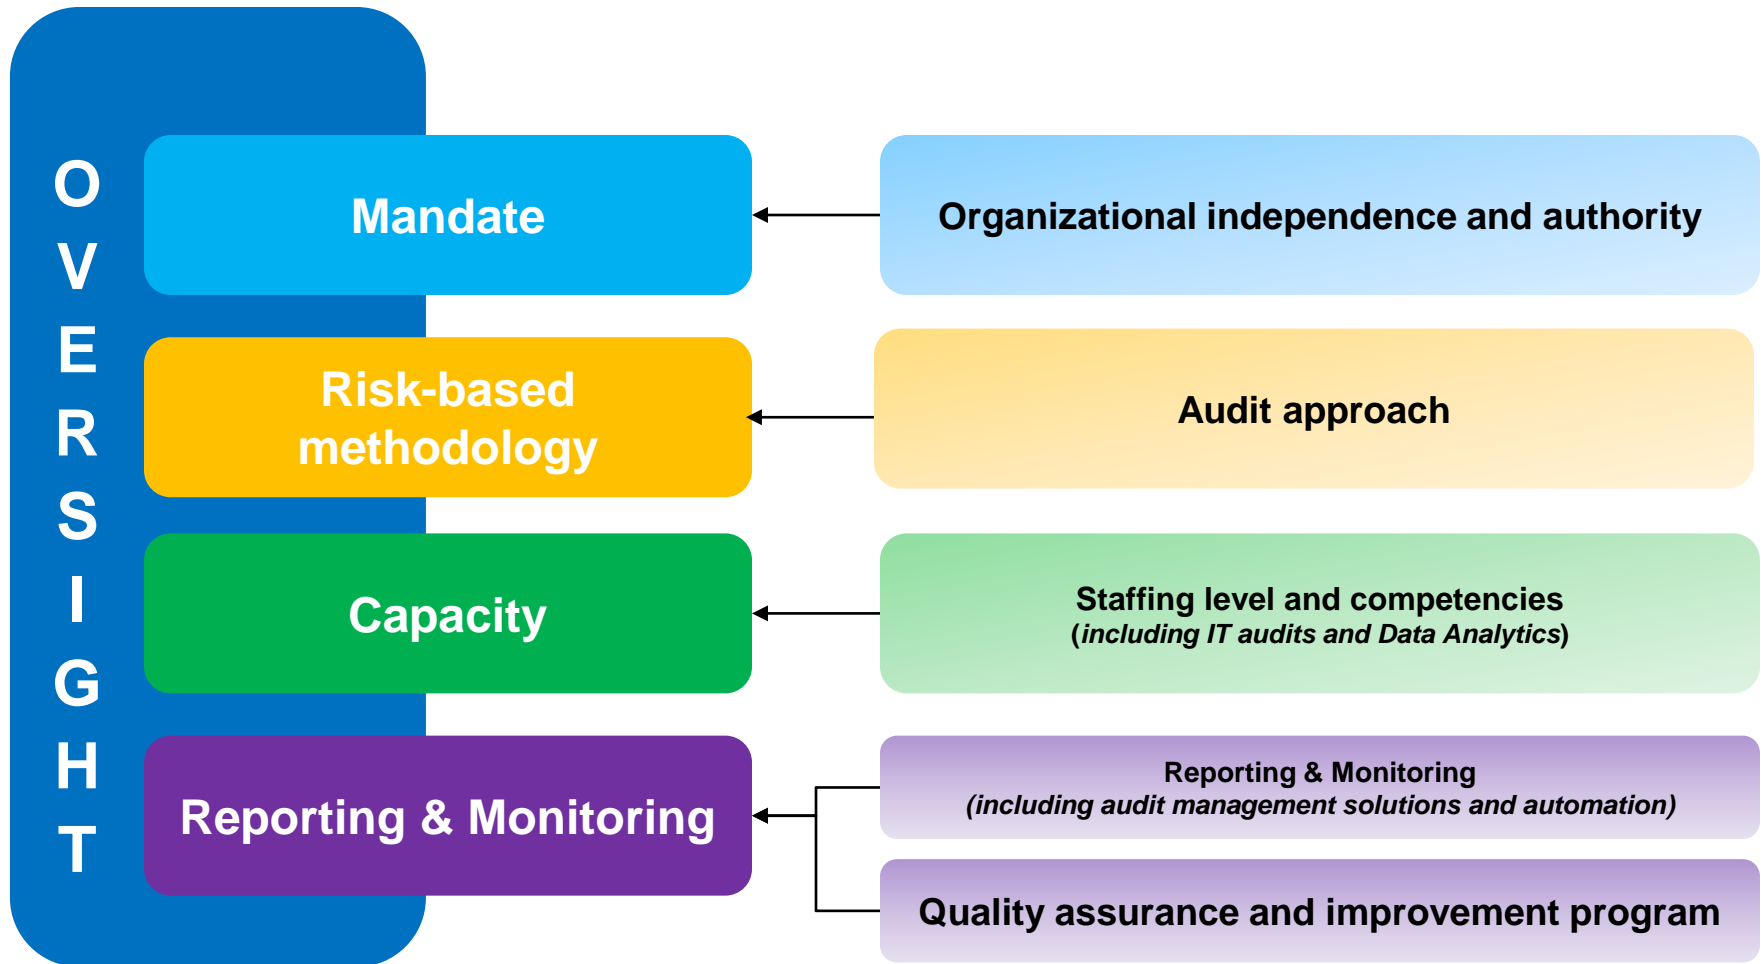 OVERSIGHT
Mandate
Organizational independence and authority
Risk-based
methodology
Audit approach
Capacity
Staffing level and competencies
(including IT audits and Data Analytics)
Reporting & Monitoring
Reporting & Monitoring
(including audit management solutions and automation)
Quality assurance and improvement program